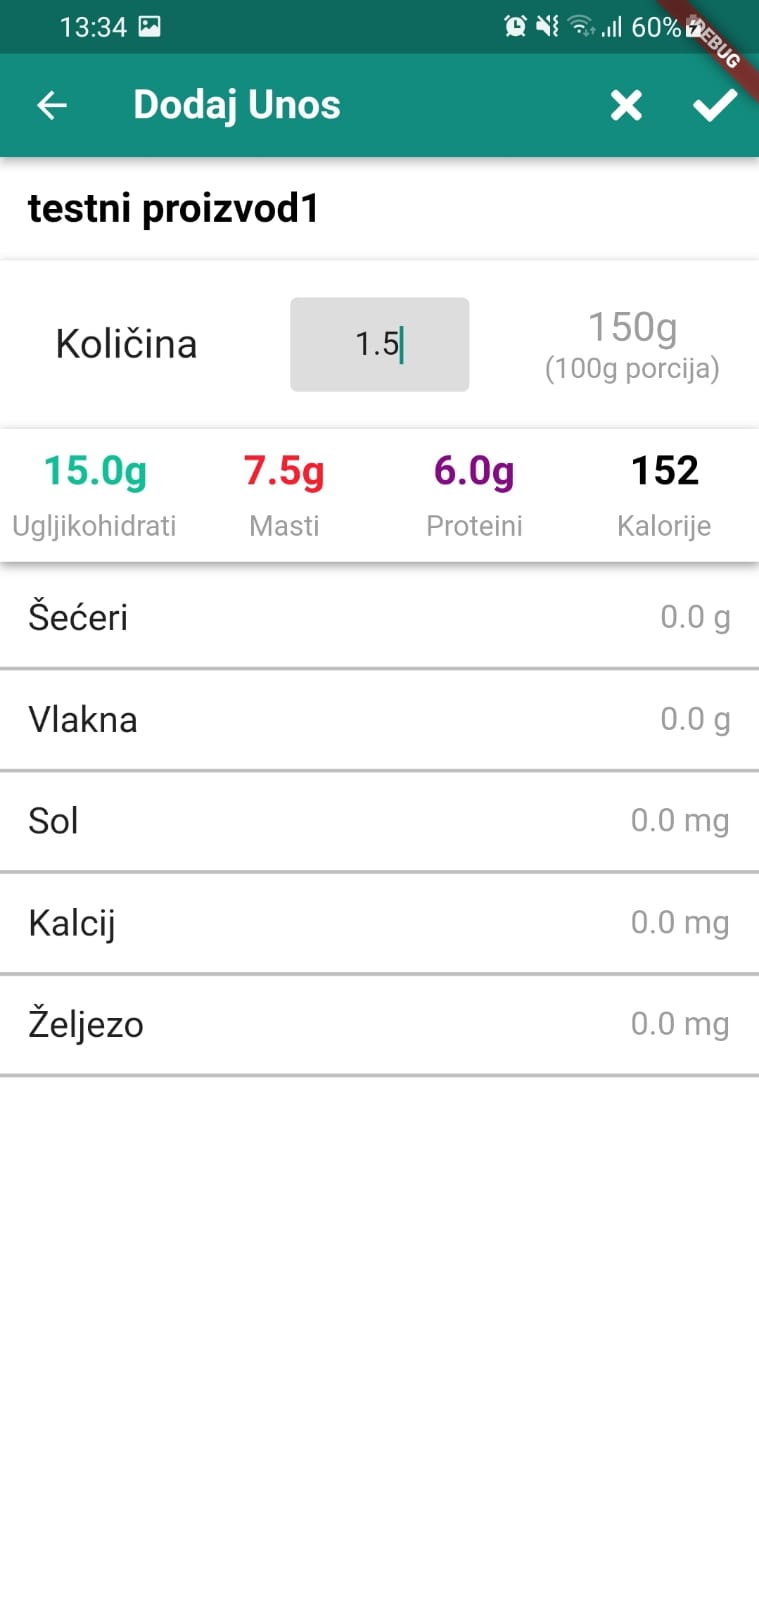 13:34 60%
DEBUG
Dodaj Unos
testni proizvod1
Količina 1.5 150g
(100g porcija)
15.0g 7.5g 6.0g 152
Ugljikohidrati Masti Proteini Kalorije
Šećeri 0.0 g
Vlakna 0.0 g
Sol 0.0 mg
Kalcij 0.0 mg
Željezo 0.0 mg